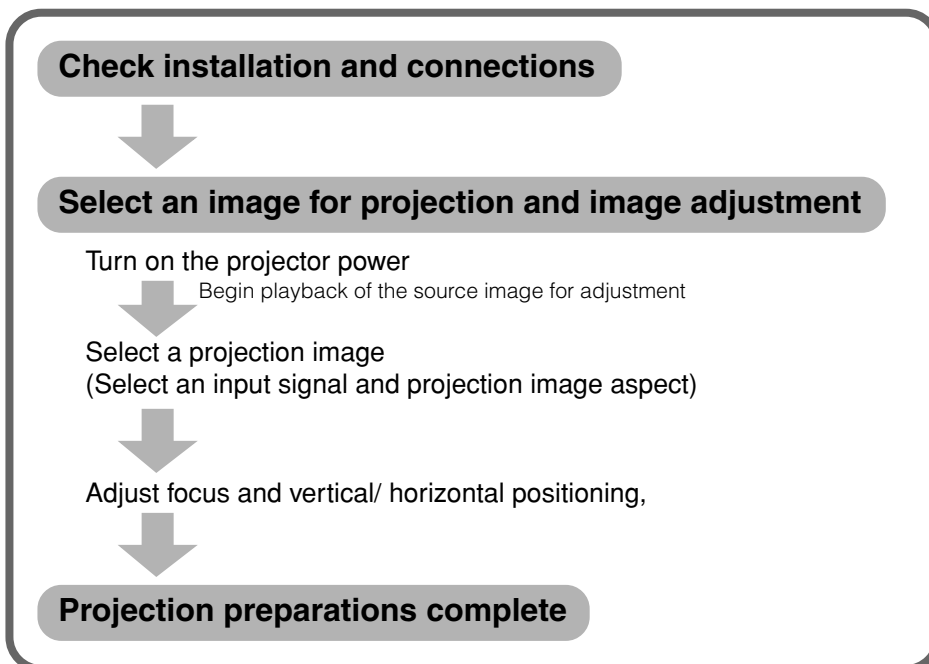 Check installation and connections
Select an image for projection and image adjustment
Turn on the projector power
Begin playback of the source image for adjustment
Select a projection image
(Select an input signal and projection image aspect)
Adjust focus and vertical/ horizontal positioning,
Projection preparations complete